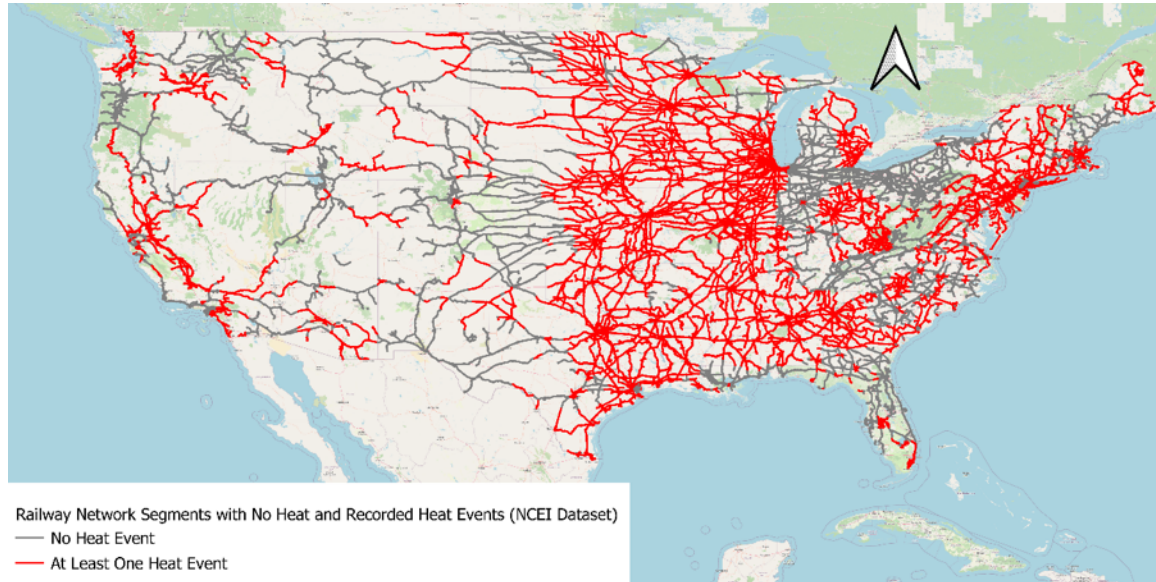 Railway Network Segments with No Heat and Recorded Heat Events (NCEI Dataset)
No Heat Event
At Least One Heat Event